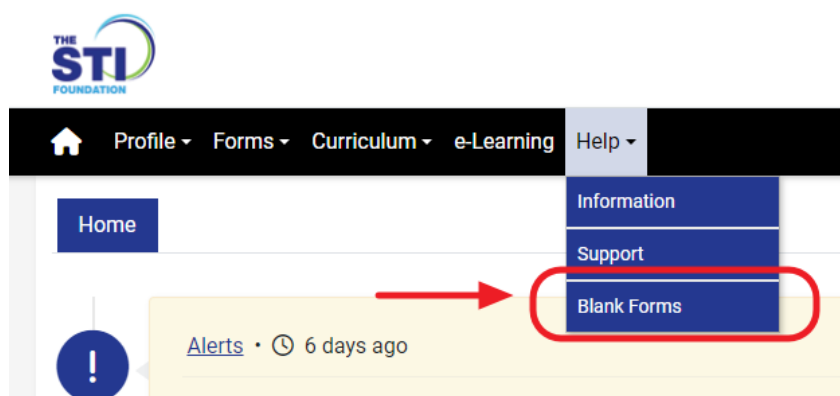 THE
STI
FOUNDATION
Profile Forms Curriculum e-Learning Help
Information
Home
Support
Blank Forms
! Alerts • 6 days ago